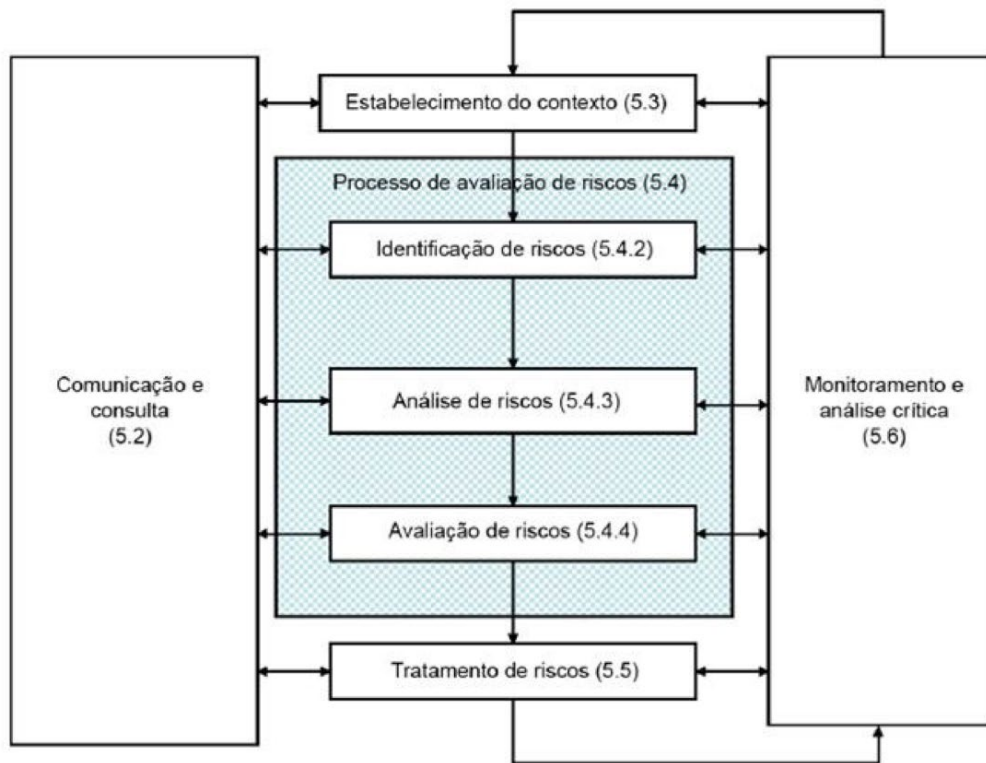 Estabelecimento do contexto (5.3)
Processo de avaliação de riscos (5.4)
Identificação de riscos (5.4.2)
Comunicação e
consulta
(5.2)
Análise de riscos (5.4.3)
Monitoramento e
análise crítica
(5.6)
Avaliação de riscos (5.4.4)
Tratamento de riscos (5.5)